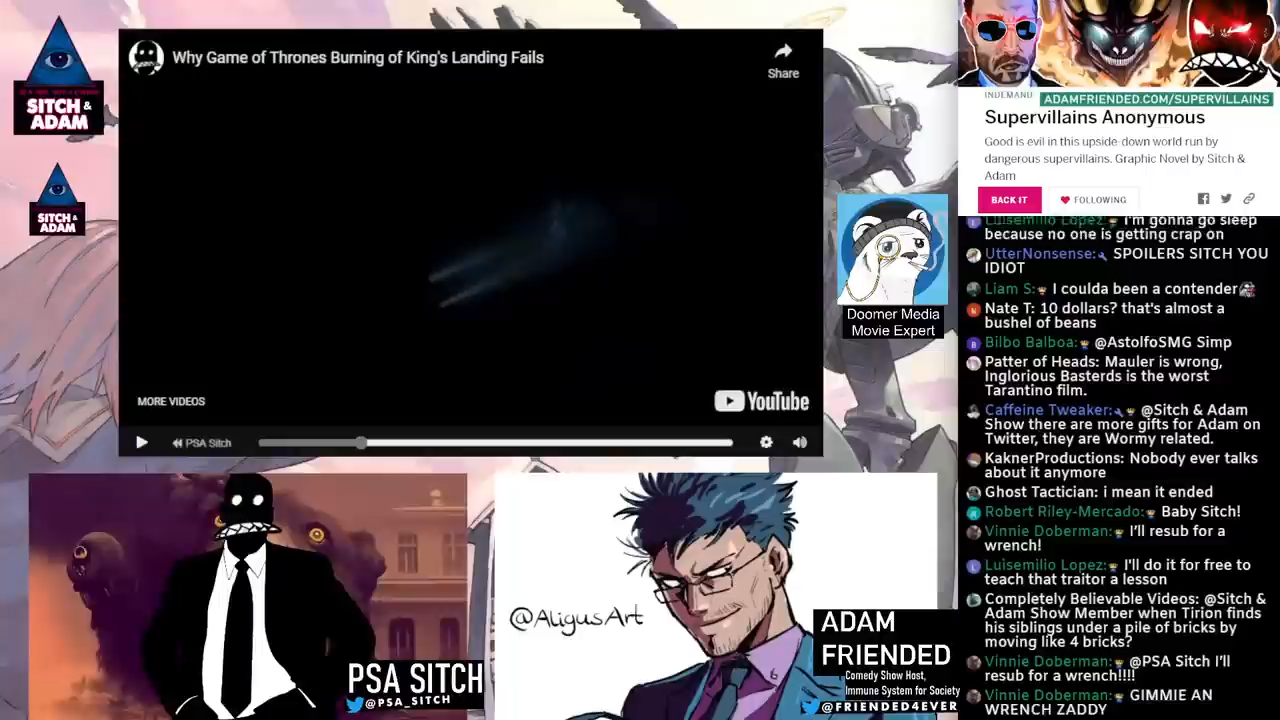 SITCH &
ADAM
SITCH &
ADAM
Why Game of Thrones Burning of King's Landing Fails
Share
MORE VIDEOS
YouTube
PSA Sitch
Doomer Media
Movie Expert
@AligusArt
PSA SITCH
@PSA_SITCH
ADAM
FRIENDED
Comedy Show Host,
Immune System for Society
@FRIENDED4EVER
INDEMAND
ADAMFRIENDED.COM/SUPERVILLAINS
Supervillains Anonymous
Good is evil in this upside-down world run by
dangerous supervillains. Graphic Novel by Sitch &
Adam
BACK IT
FOLLOWING
Luisemilio Lopez: I'm gonna go sleep
because no one is getting crap on
UtterNonsense: SPOILERS SITCH YOU
IDIOT
Liam S: I coulda been a contender
Nate T: 10 dollars? that's almost a
bushel of beans
Bilbo Balboa: @AstolfoSMG Simp
Patter of Heads: Mauler is wrong,
Inglorious Basterds is the worst
Tarantino film.
Caffeine Tweaker: @Sitch & Adam
Show there are more gifts for Adam on
Twitter, they are Wormy related.
KaknerProductions: Nobody ever talks
about it anymore
Ghost Tactician: i mean it ended
Robert Riley-Mercado: Baby Sitch!
Vinnie Doberman: I'll resub for a
wrench!
Luisemilio Lopez: I'll do it for free to
teach that traitor a lesson
Completely Believable Videos: @Sitch &
Adam Show Member when Tirion finds
his siblings under a pile of bricks by
moving like 4 bricks?
Vinnie Doberman: @PSA Sitch I'll
resub for a wrench!!!!
Vinnie Doberman: GIMMIE AN
WRENCH ZADDY